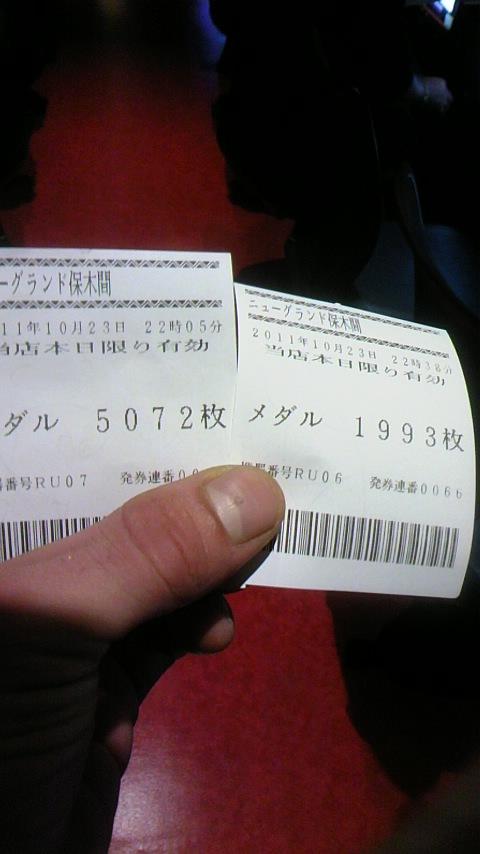 ーグランド保木間
11年10月23日 22時05分
当店本日限り有効
ダル 5072枚
番号RU07 発券連番00
ニューグランド保木間
2011年10月23日 22時38分
当店本日限り有効
メダル 1993枚
番号RU06 発券連番0066